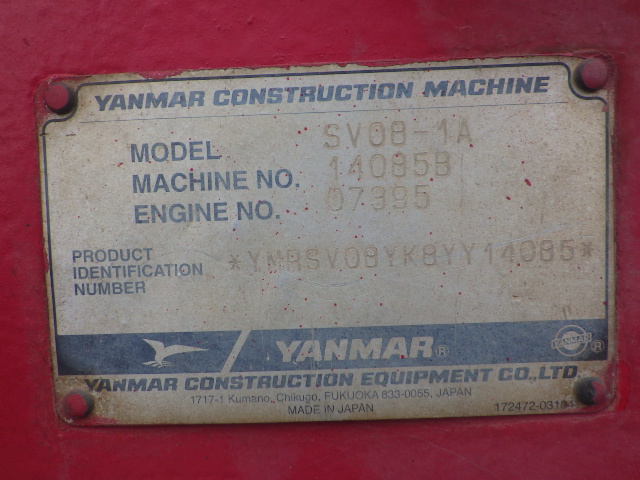 YANMAR CONSTRUCTION MACHINE
MODEL SV08-1A
MACHINE NO. 14085B
ENGINE NO. 07395
PRODUCT
IDENTIFICATION
NUMBER
*YMRSV08YK8YY14085*
YANMAR®
YANMAR ®
YANMAR CONSTRUCTION EQUIPMENT CO.,LTD
1717-1 Kumano, Chikugo, FUKUOKA 833-0055, JAPAN
MADE IN JAPAN